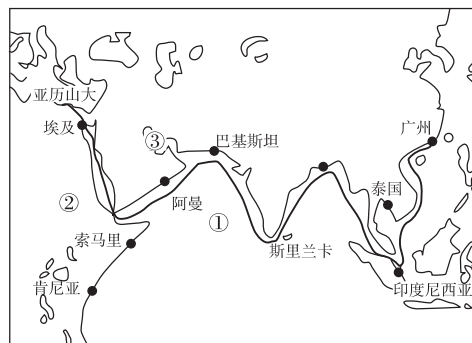 亚历山大
埃及
③
巴基斯坦
广州
②
阿曼
泰国
①
索马里
斯里兰卡
肯尼亚
印度尼西亚